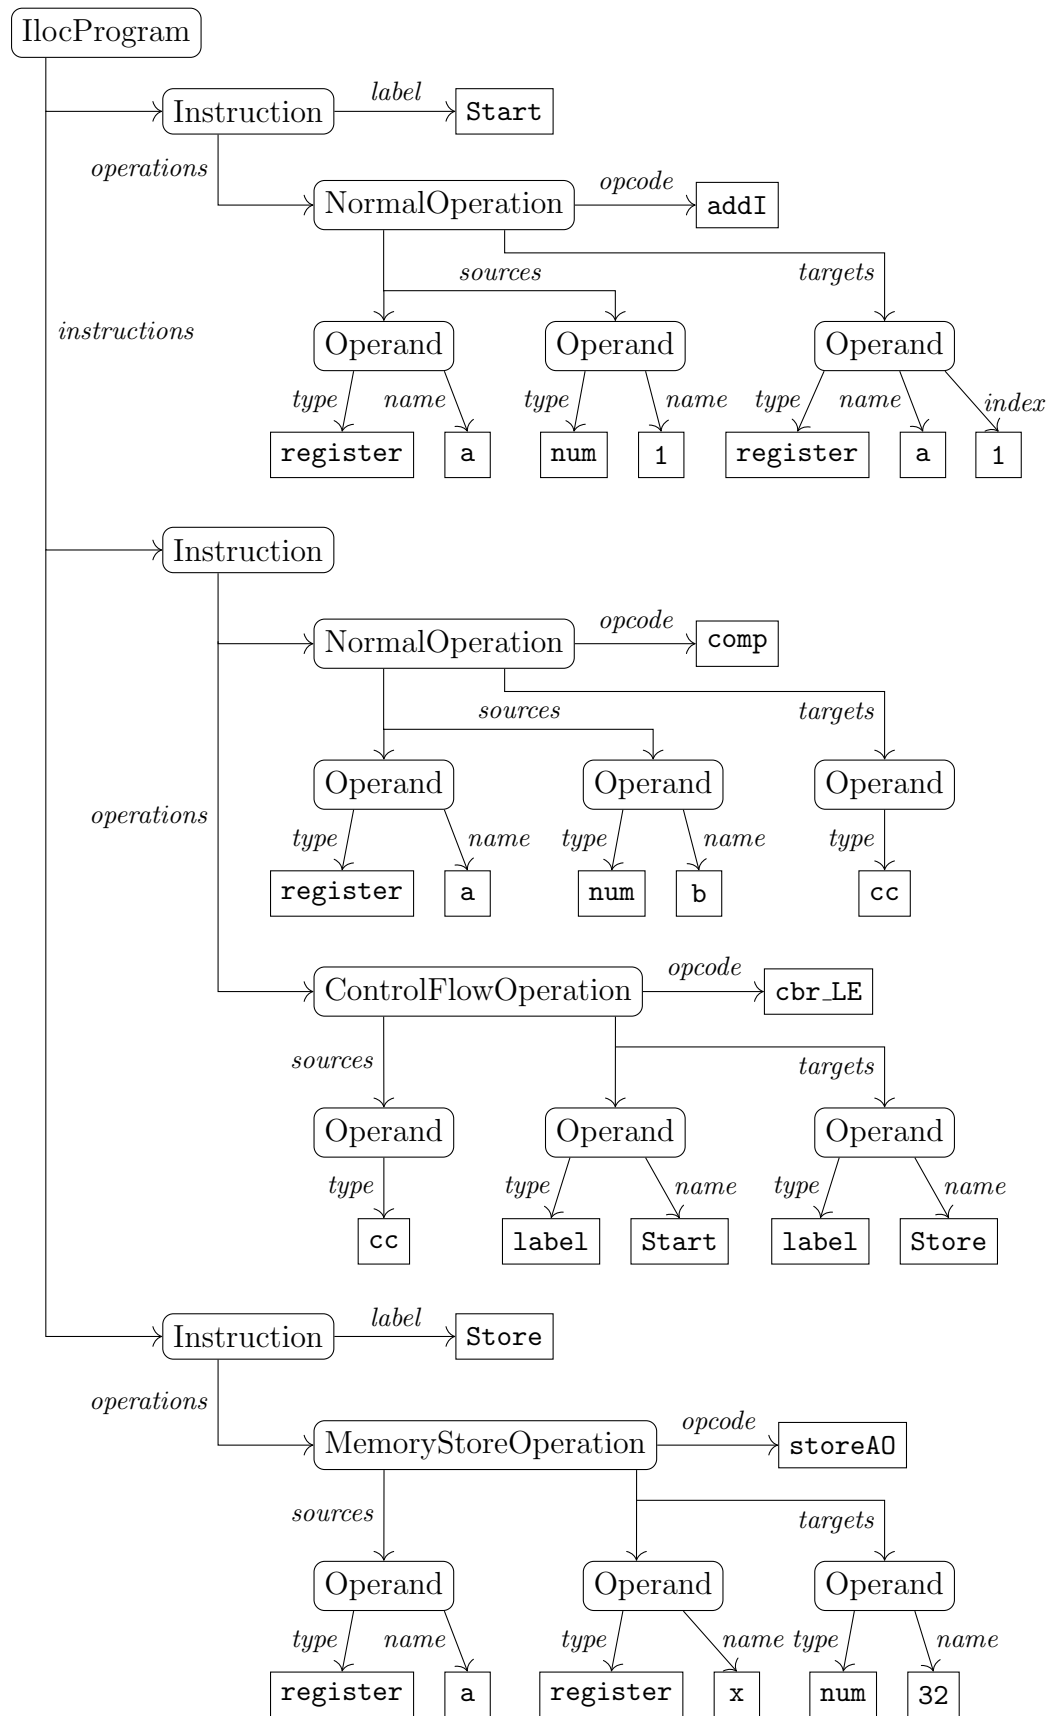 IlocProgram
label
Instruction Start
operations
opcode
NormalOperation addI
sources targets
instructions
Operand Operand Operand
type name type name type name index
register a num 1 register a 1
Instruction
opcode
NormalOperation comp
sources targets
Operand Operand Operand
operations
type name type name type
register a num b cc
opcode
ControlFlowOperation cbr_LE
sources targets
Operand Operand Operand
type type name type name
cc label Start label Store
label
Instruction Store
operations
opcode
MemoryStoreOperation storeAO
sources targets
Operand Operand Operand
type name type name type name
register a register x num 32